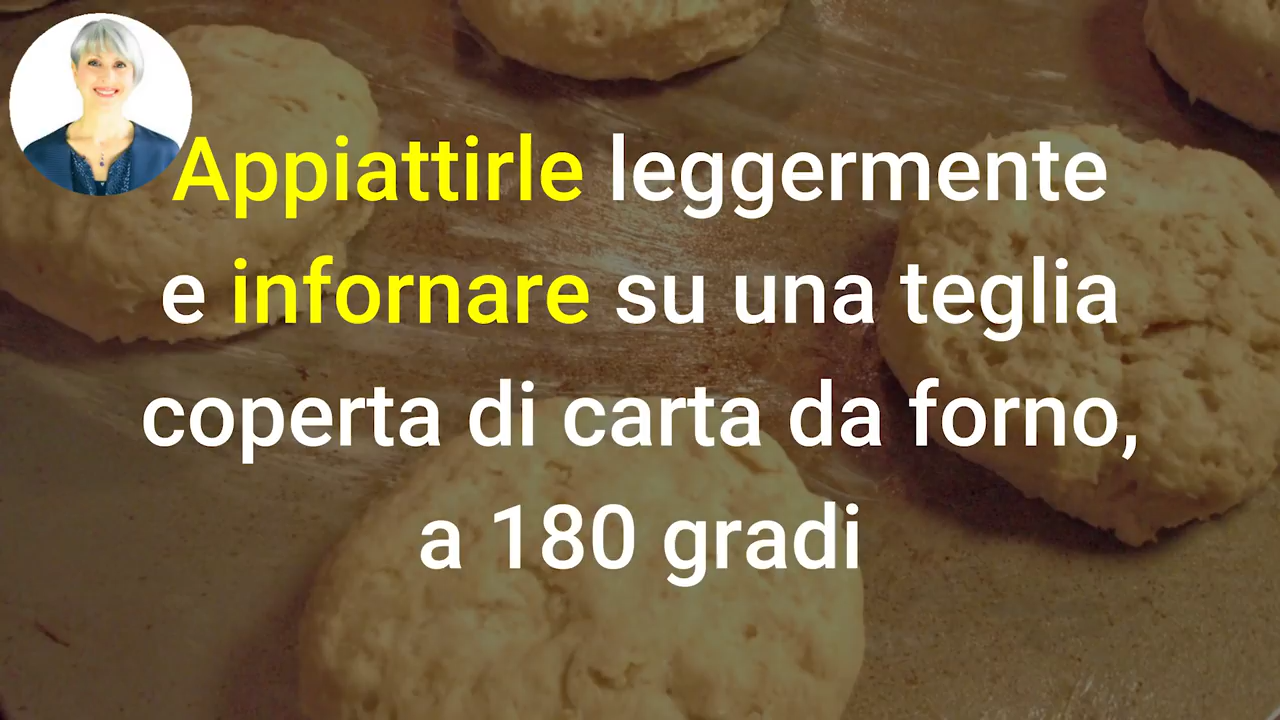 Appiattirle leggermente
e infornare su una teglia
coperta di carta da forno,
a 180 gradi